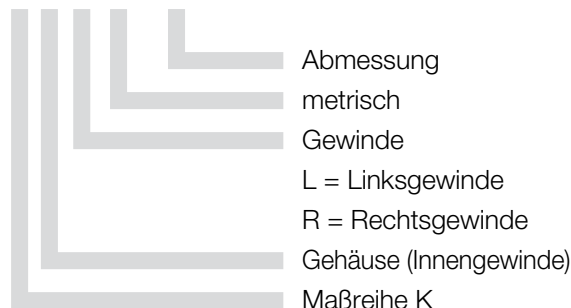 Abmessung
metrisch
Gewinde
L = Linksgewinde
R = Rechtsgewinde
Gehäuse (Innengewinde)
Maßreihe K